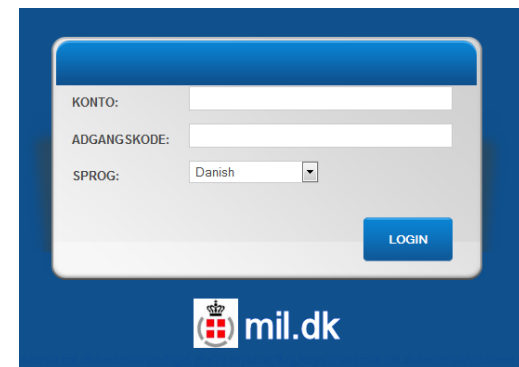 KONTO:
ADGANGSKODE:
SPROG: Danish
LOGIN
mil.dk